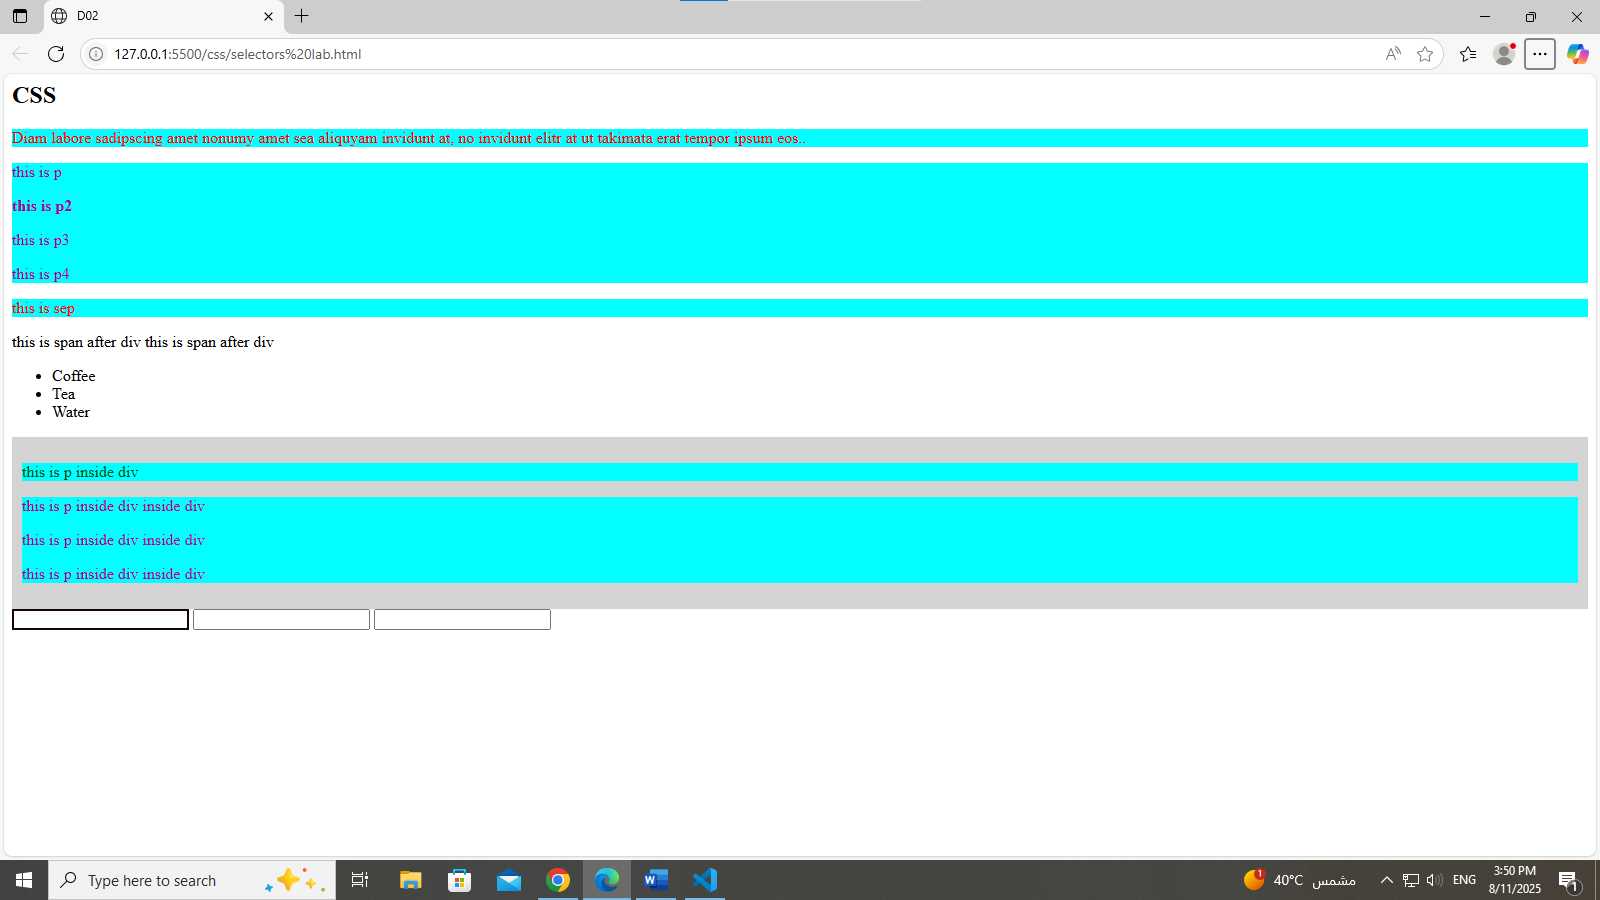 D02
127.0.0.1:5500/css/selectors%20lab.html
CSS
Diam labore sadipscing amet nonumy amet sea aliquyam invidunt at, no invidunt elitr at ut takimata erat tempor ipsum eos..
this is p
this is p2
this is p3
this is p4
this is sep
this is span after div this is span after div
Coffee
Tea
Water
this is p inside div
this is p inside div inside div
this is p inside div inside div
this is p inside div inside div
Type here to search
1
40°C مشمس
ENG
3:50 PM
8/11/2025
1